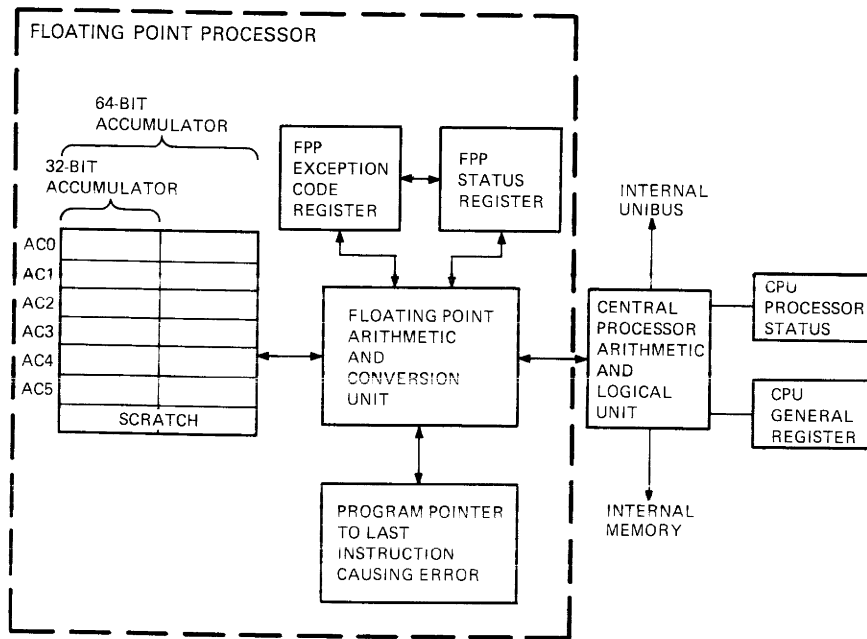 FLOATING POINT PROCESSOR
64-BIT
ACCUMULATOR
32-BIT
ACCUMULATOR
AC0
AC1
AC2
AC3
AC4
AC5
SCRATCH
FPP
EXCEPTION
CODE
REGISTER
FPP
STATUS
REGISTER
FLOATING POINT
ARITHMETIC
AND
CONVERSION
UNIT
PROGRAM POINTER
TO LAST
INSTRUCTION
CAUSING ERROR
INTERNAL
UNIBUS
CENTRAL
PROCESSOR
ARITHMETIC
AND
LOGICAL
UNIT
INTERNAL
MEMORY
CPU
PROCESSOR
STATUS
CPU
GENERAL
REGISTER